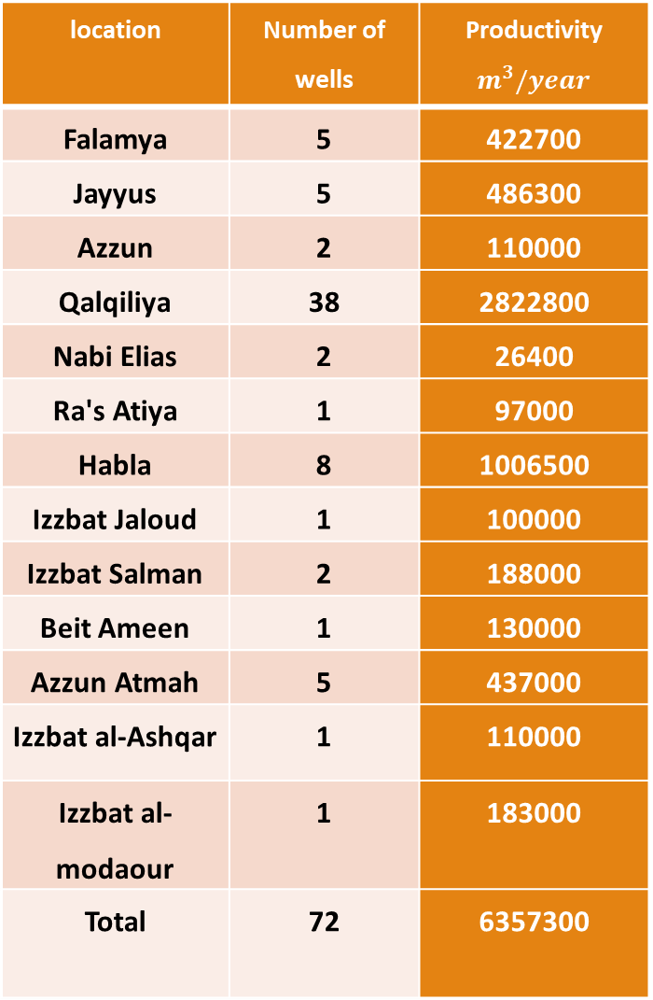 location Number of wells Productivity m³/year
Falamya 5 422700
Jayyus 5 486300
Azzun 2 110000
Qalqiliya 38 2822800
Nabi Elias 2 26400
Ra's Atiya 1 97000
Habla 8 1006500
Izzbat Jaloud 1 100000
Izzbat Salman 2 188000
Beit Ameen 1 130000
Azzun Atmah 5 437000
Izzbat al-Ashqar 1 110000
Izzbat al- 1 183000
modaour
Total 72 6357300